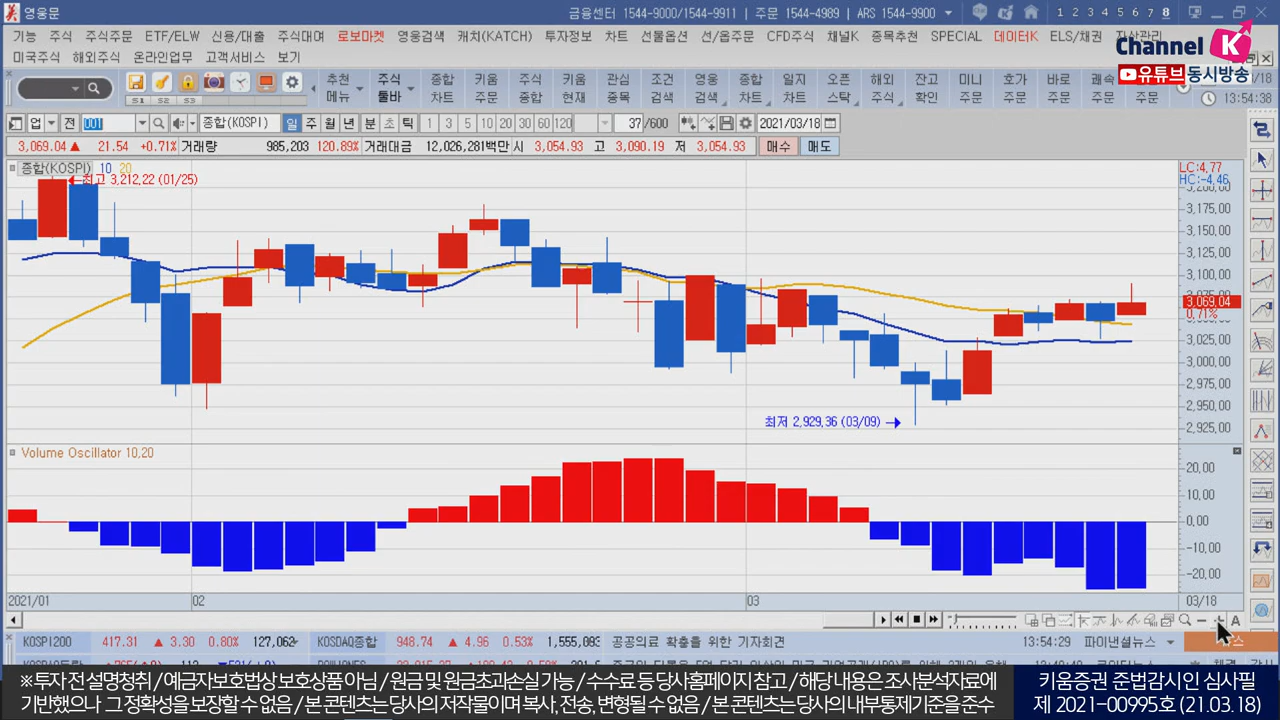 영웅문
금융센터 1544-9000/1544-9911 | 주문 1544-4989 | ARS 1544-9900
1 2 3 4 5 6 7 8
기능 주식 주식주문 ETF/ELW 신용/대출 주식대여 로보마켓 영웅검색 캐치(KATCH) 투자정보 차트 선물옵션 선/옵주문 CFD주식 채널K 종목추천 SPECIAL 데이터K ELS/채권 자산관리
미국주식 해외주식 온라인업무 고객서비스 보기
Channel K
유튜브 동시방송
S1 S2 S3
추천 메뉴 주식 툴바 종합 차트 키움 주문 주식 종합 키움 현재 관심 종목 조건 검색 영웅 검색 종합 차트 일지 차트 오픈 스탁 해외 주식 잔고 확인 미니 주문 호가 주문 바로 주문 쾌속 주문 주문
13:54:38
업 전 001 종합(KOSPI) 일 주 월 년 분 초 틱 1 3 5 10 20 30 60 120 37 /600 2021/03/18
3,069.04 ▲ 21.54 +0.71% 거래량 985,203 120.89% 거래대금 12,026,281백만 시 3,054.93 고 3,090.19 저 3,054.93 매수 매도
종합(KOSPI) 10 20
LC:4.77
최고 3,212.22 (01/25)
HC:-4.46
3,200.00
3,175.00
3,150.00
3,125.00
3,100.00
3,069.04
0.71%
3,025.00
3,000.00
2,975.00
2,950.00
최저 2,929.36 (03/09)
2,925.00
Volume Oscillator 10,20
20.00
10.00
0.00
-10.00
-20.00
2021/01 02 03 03/18
A
KOSPI200 417.31 ▲ 3.30 0.80% 127,062 KOSDAQ종합 948.74 ▲ 4.96 0.53% 1,555,083 공공의료 확충을 위한 기자회견 13:54:29 파이낸셜뉴스
※ 투자 전 설명청취 / 예금자보호법상 보호상품 아님 / 원금 및 원금초과손실 가능 / 수수료 등 당사홈페이지 참고 / 해당 내용은 조사분석자료에
기반했으나 그 정확성을 보장할 수 없음 / 본 콘텐츠는 당사의 저작물이며 복사, 전송, 변형될 수 없음 / 본 콘텐츠는 당사의 내부통제기준을 준수
키움증권 준법감시인 심사필
제 2021-00995호 (21.03.18)